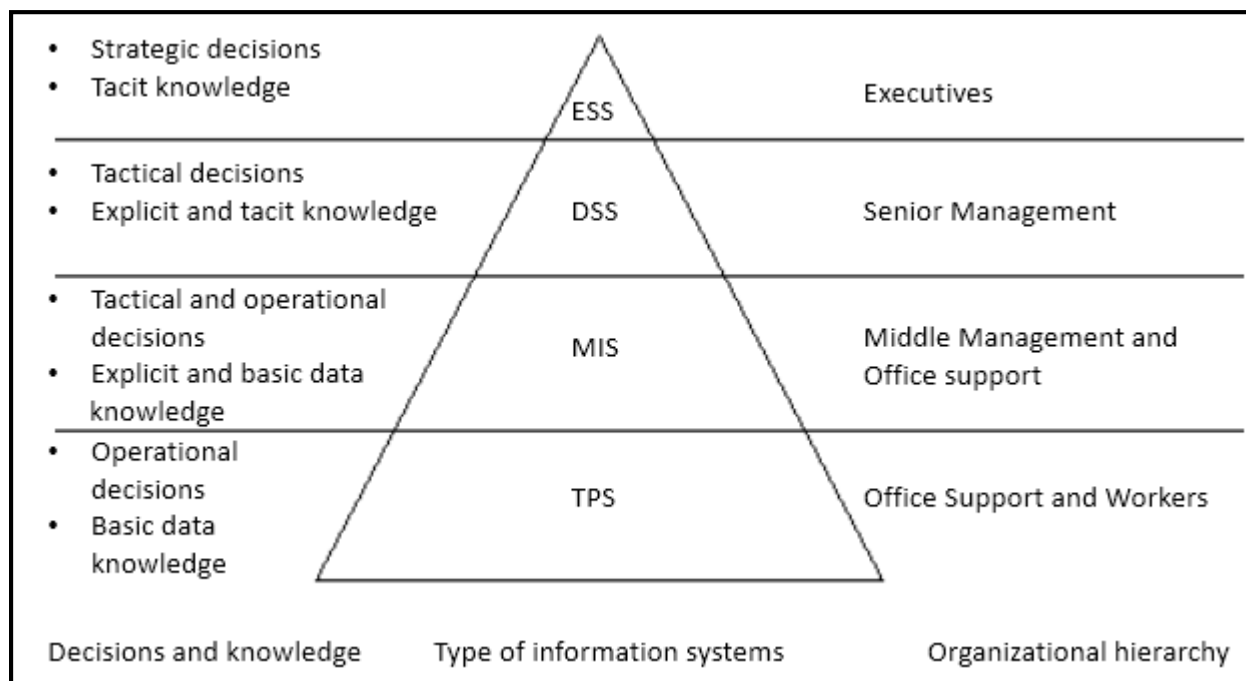 • Strategic decisions
• Tacit knowledge
ESS
Executives
• Tactical decisions
• Explicit and tacit knowledge
DSS
Senior Management
• Tactical and operational
decisions
• Explicit and basic data
knowledge
MIS
Middle Management and
Office support
• Operational
decisions
• Basic data
knowledge
TPS
Office Support and Workers
Decisions and knowledge
Type of information systems
Organizational hierarchy